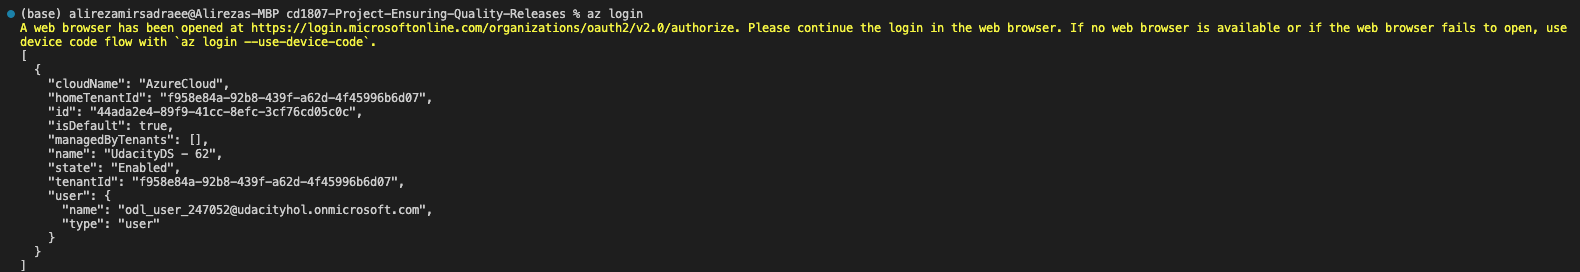 (base) alirezamirsadraee@Alirezas-MBP cd1807-Project-Ensuring-Quality-Releases % az login
A web browser has been opened at https://login.microsoftonline.com/organizations/oauth2/v2.0/authorize. Please continue the login in the web browser. If no web browser is available or if the web browser fails to open, use
device code flow with `az login --use-device-code`.
[
  {
    "cloudName": "AzureCloud",
    "homeTenantId": "f958e84a-92b8-439f-a62d-4f45996b6d07",
    "id": "44ada2e4-89f9-41cc-8efc-3cf76cd05c0c",
    "isDefault": true,
    "managedByTenants": [],
    "name": "UdacityDS - 62",
    "state": "Enabled",
    "tenantId": "f958e84a-92b8-439f-a62d-4f45996b6d07",
    "user": {
      "name": "odl_user_247052@udacityhol.onmicrosoft.com",
      "type": "user"
    }
  }
]